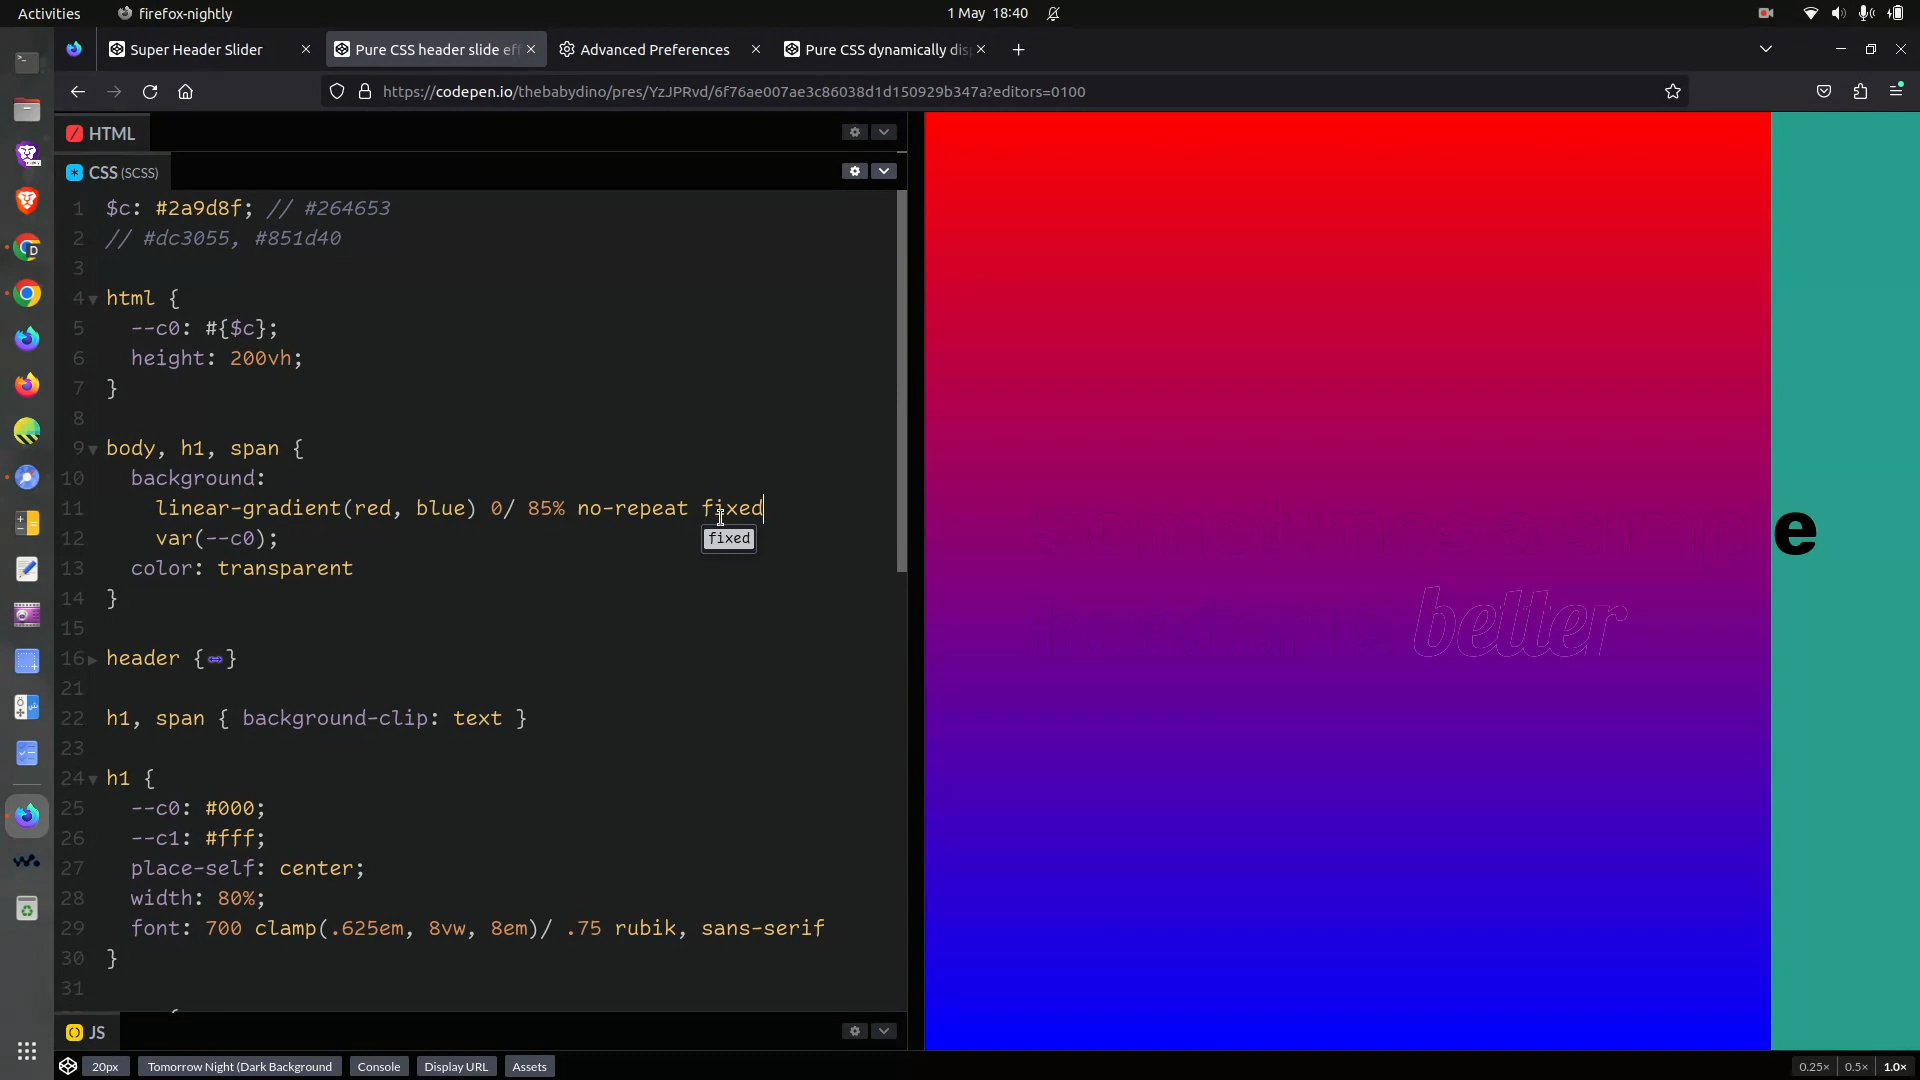 Activities
firefox-nightly
1 May 18:40
Super Header Slider
Pure CSS header slide eff
Advanced Preferences
Pure CSS dynamically dis
https://codepen.io/thebabydino/pres/YzJPRvd/6f76ae007ae3c86038d1d150929b347a?editors=0100
HTML
CSS (SCSS)
1 $c: #2a9d8f; // #264653
2 // #dc3055, #851d40
3
4 html {
5 --c0: #{$c};
6 height: 200vh;
7 }
8
9 body, h1, span {
10 background:
11 linear-gradient(red, blue) 0/ 85% no-repeat fixed
fixed
12 var(--c0);
13 color: transparent
14 }
15
16 header {↔}
21
22 h1, span { background-clip: text }
23
24 h1 {
25 --c0: #000;
26 --c1: #fff;
27 place-self: center;
28 width: 80%;
29 font: 700 clamp(.625em, 8vw, 8em)/ .75 rubik, sans-serif
30 }
31
JS
Sometimes a simple
header is better
20px
Tomorrow Night (Dark Background
Console
Display URL
Assets
0.25×
0.5×
1.0×